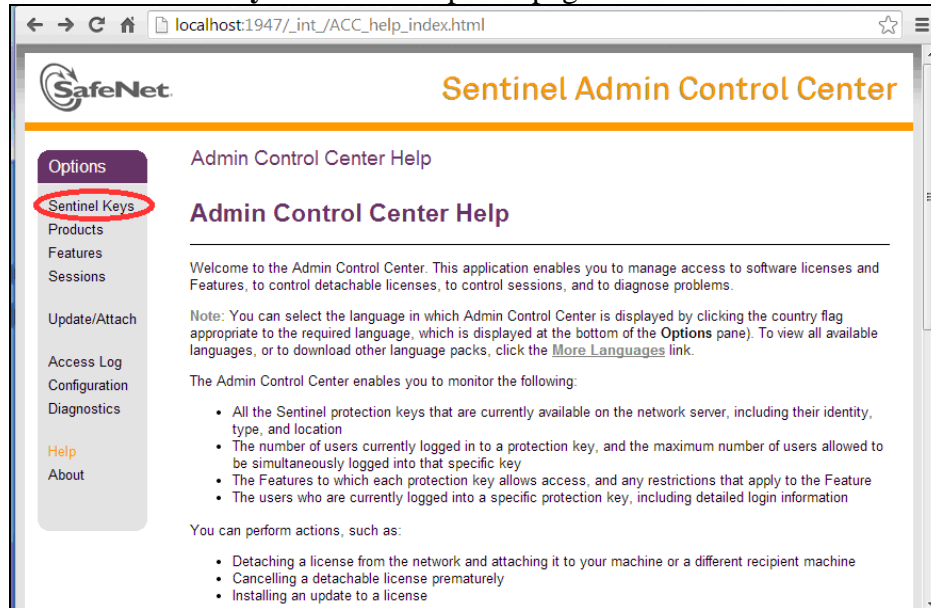 localhost:1947/_int_/ACC_help_index.html
SafeNet.
Sentinel Admin Control Center
Options
Sentinel Keys
Products
Features
Sessions
Update/Attach
Access Log
Configuration
Diagnostics
Help
About
Admin Control Center Help
Admin Control Center Help
Welcome to the Admin Control Center. This application enables you to manage access to software licenses and
Features, to control detachable licenses, to control sessions, and to diagnose problems.
Note: You can select the language in which Admin Control Center is displayed by clicking the country flag
appropriate to the required language, which is displayed at the bottom of the Options pane). To view all available
languages, or to download other language packs, click the More Languages link.
The Admin Control Center enables you to monitor the following:
• All the Sentinel protection keys that are currently available on the network server, including their identity,
type, and location
• The number of users currently logged in to a protection key, and the maximum number of users allowed to
be simultaneously logged into that specific key
• The Features to which each protection key allows access, and any restrictions that apply to the Feature
• The users who are currently logged into a specific protection key, including detailed login information
You can perform actions, such as:
• Detaching a license from the network and attaching it to your machine or a different recipient machine
• Cancelling a detachable license prematurely
• Installing an update to a license